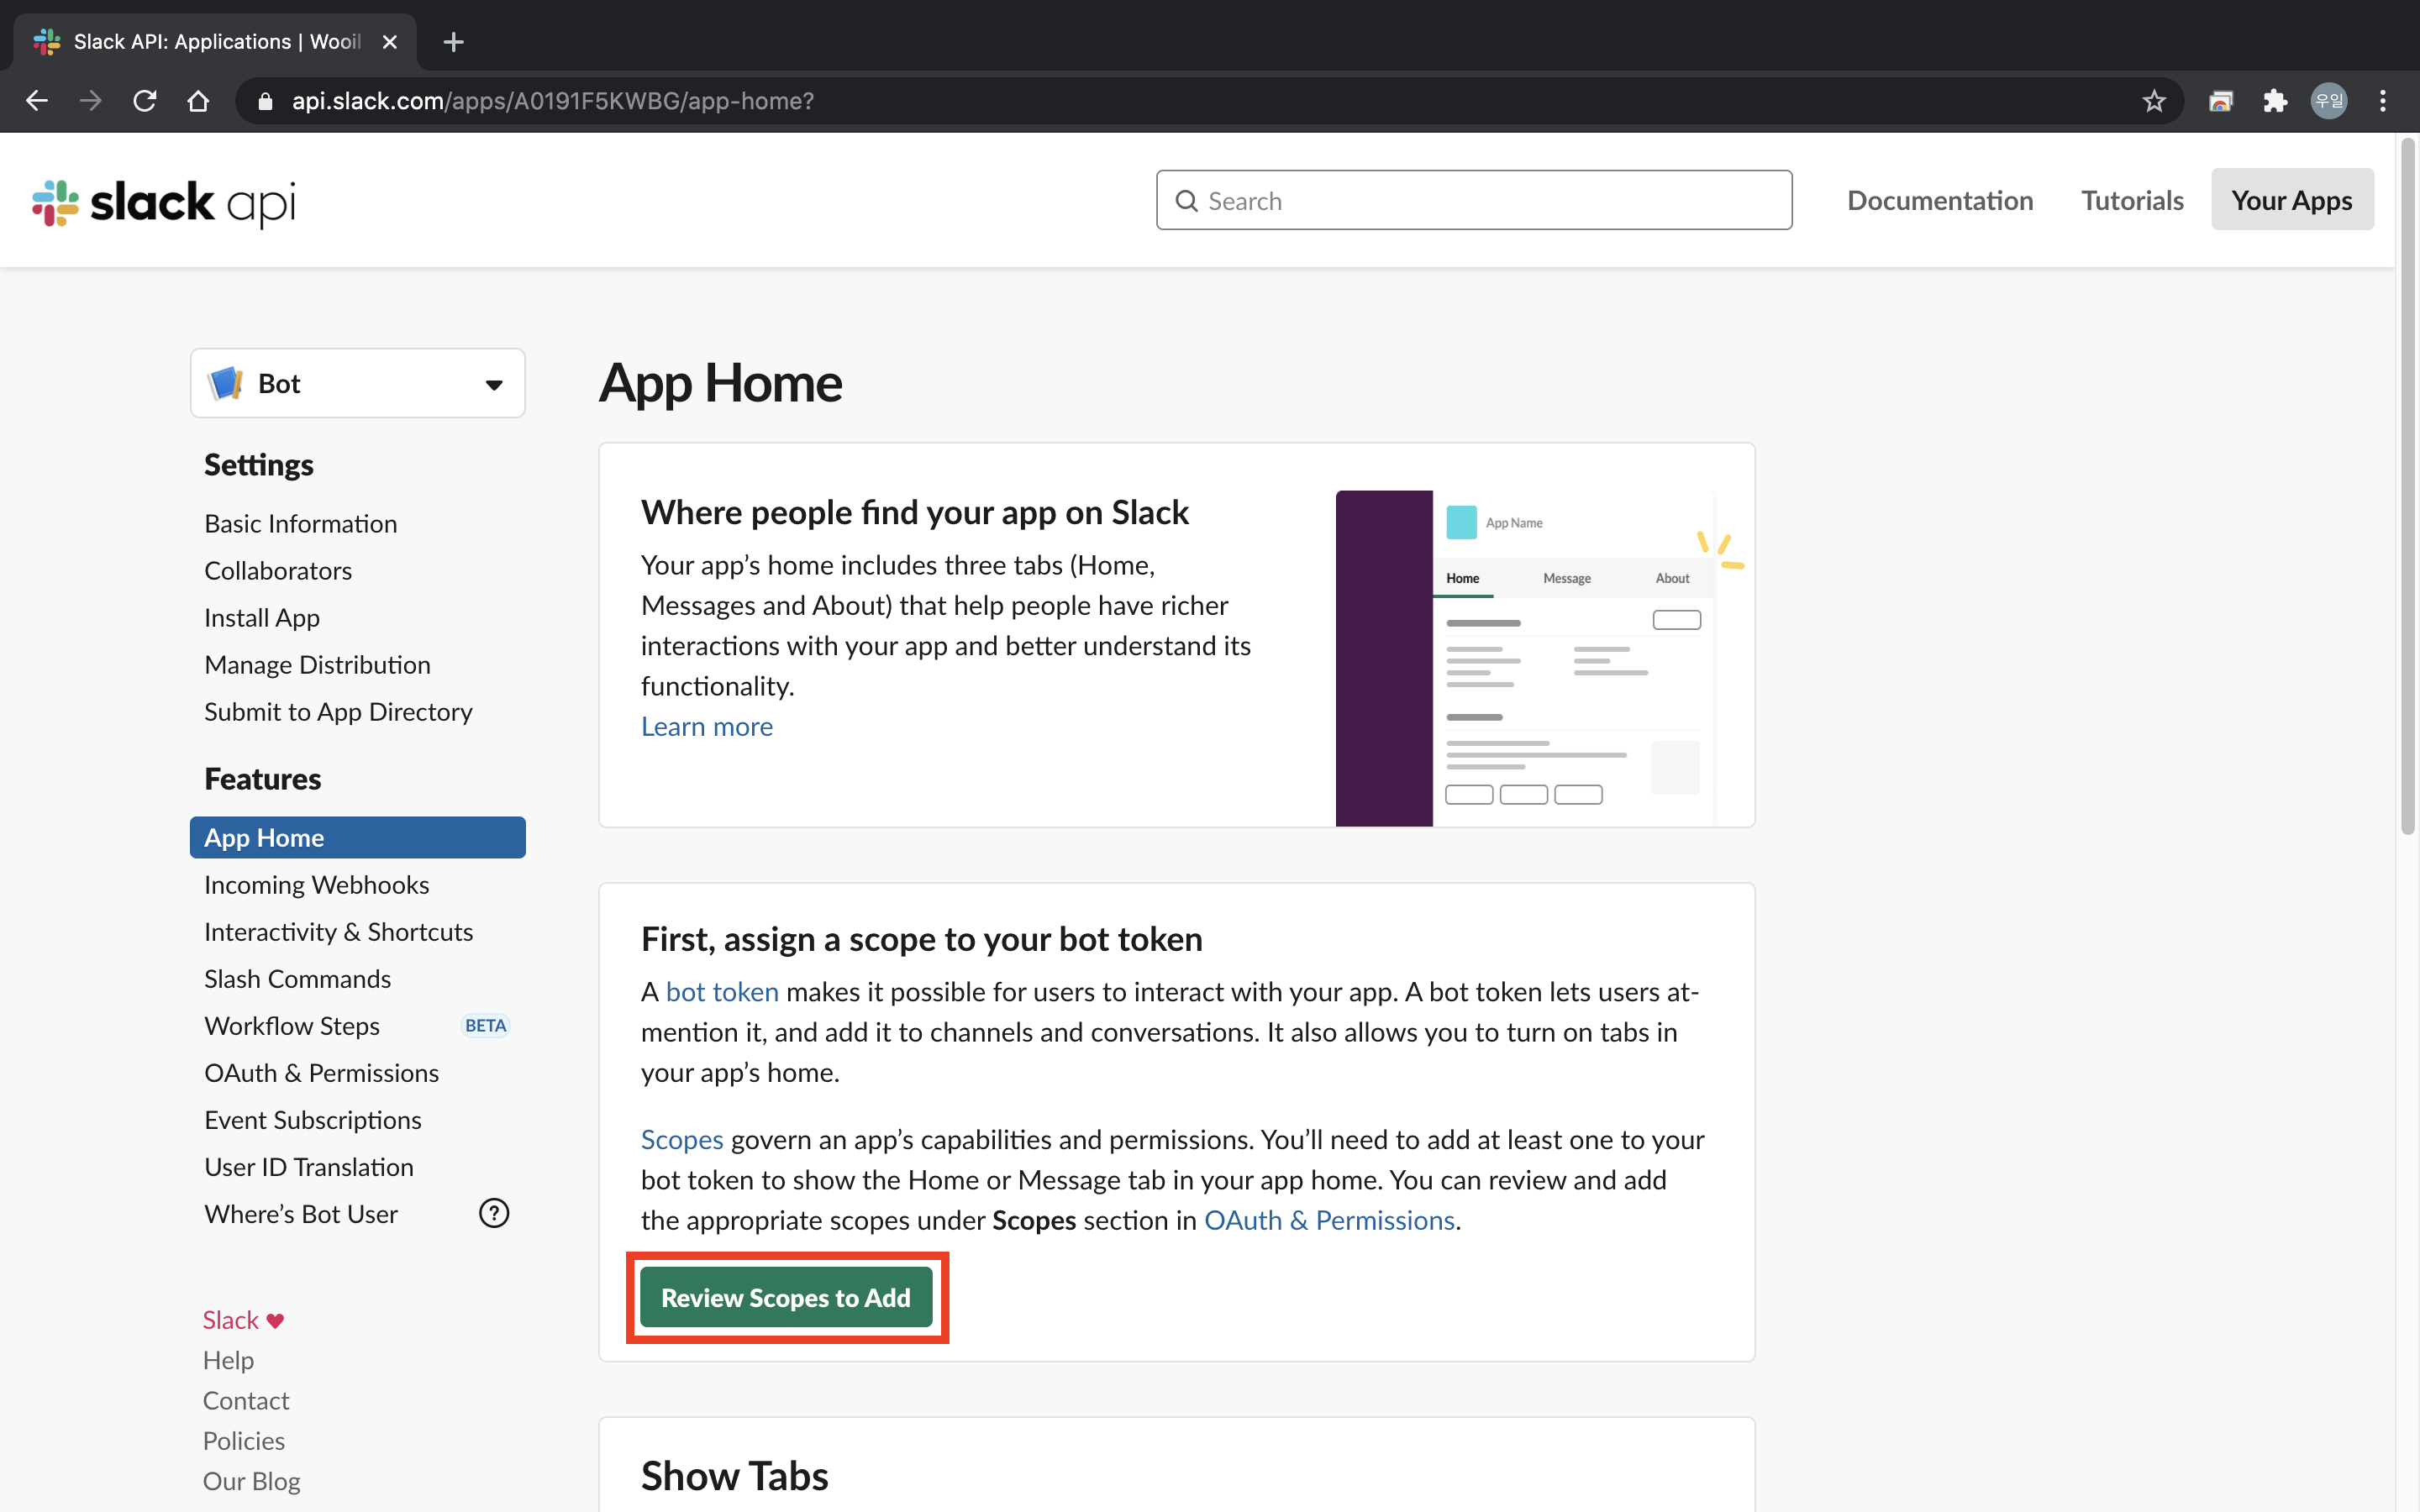 Slack API: Applications | Wooil
api.slack.com/apps/A0191F5KWBG/app-home?
우일
slack api
Search
Documentation
Tutorials
Your Apps
Bot
Settings
Basic Information
Collaborators
Install App
Manage Distribution
Submit to App Directory
Features
App Home
Incoming Webhooks
Interactivity & Shortcuts
Slash Commands
Workflow Steps BETA
OAuth & Permissions
Event Subscriptions
User ID Translation
Where’s Bot User ?
Slack ♥
Help
Contact
Policies
Our Blog
App Home
Where people find your app on Slack
Your app’s home includes three tabs (Home,
Messages and About) that help people have richer
interactions with your app and better understand its
functionality.
Learn more
App Name
Home Message About
First, assign a scope to your bot token
A bot token makes it possible for users to interact with your app. A bot token lets users at-
mention it, and add it to channels and conversations. It also allows you to turn on tabs in
your app’s home.
Scopes govern an app’s capabilities and permissions. You’ll need to add at least one to your
bot token to show the Home or Message tab in your app home. You can review and add
the appropriate scopes under Scopes section in OAuth & Permissions.
Review Scopes to Add
Show Tabs